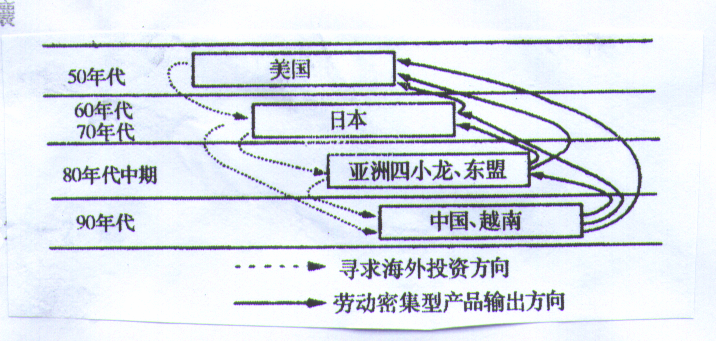 50年代
美国
60年代
70年代
日本
80年代中期
亚洲四小龙、东盟
90年代
中国、越南
寻求海外投资方向
劳动密集型产品输出方向